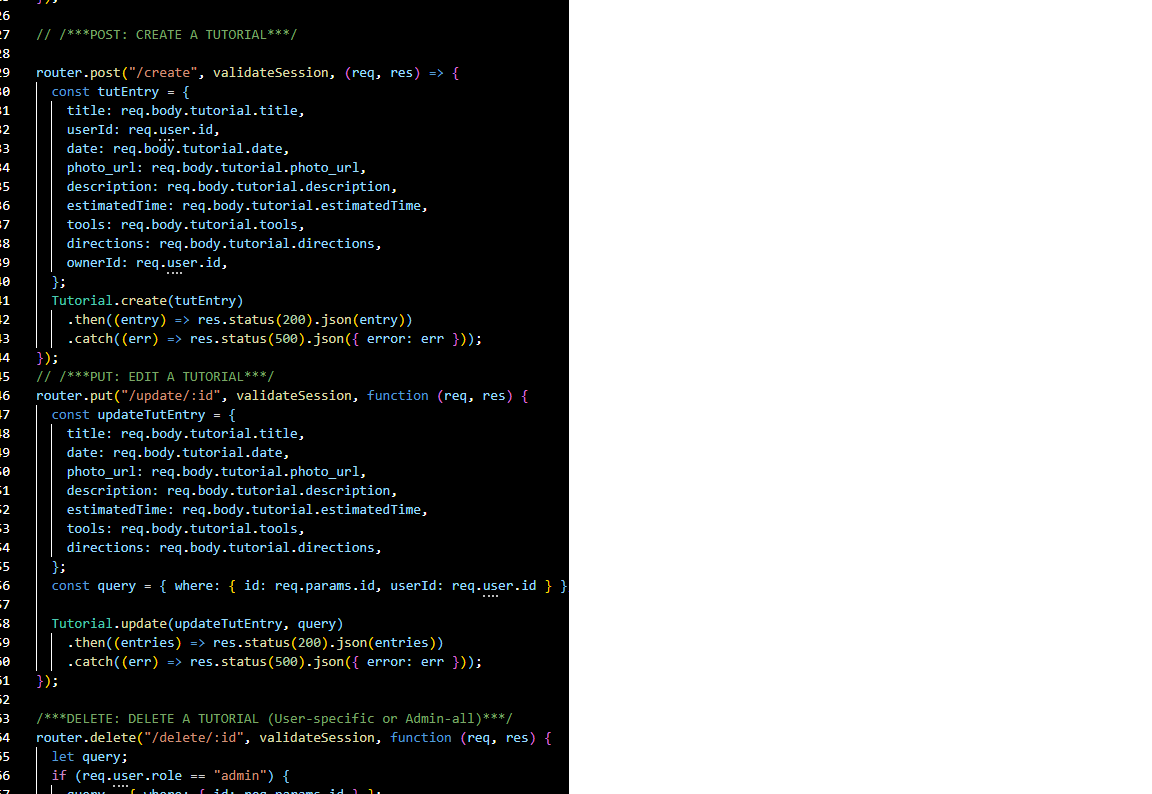 26
27 // /***POST: CREATE A TUTORIAL***/
28
29 router.post("/create", validateSession, (req, res) => {
30 const tutEntry = {
31 title: req.body.tutorial.title,
32 userId: req.user.id,
33 date: req.body.tutorial.date,
34 photo_url: req.body.tutorial.photo_url,
35 description: req.body.tutorial.description,
36 estimatedTime: req.body.tutorial.estimatedTime,
37 tools: req.body.tutorial.tools,
38 directions: req.body.tutorial.directions,
39 ownerId: req.user.id,
40 };
41 Tutorial.create(tutEntry)
42 .then((entry) => res.status(200).json(entry))
43 .catch((err) => res.status(500).json({ error: err }));
44 });
45 // /***PUT: EDIT A TUTORIAL***/
46 router.put("/update/:id", validateSession, function (req, res) {
47 const updateTutEntry = {
48 title: req.body.tutorial.title,
49 date: req.body.tutorial.date,
50 photo_url: req.body.tutorial.photo_url,
51 description: req.body.tutorial.description,
52 estimatedTime: req.body.tutorial.estimatedTime,
53 tools: req.body.tutorial.tools,
54 directions: req.body.tutorial.directions,
55 };
56 const query = { where: { id: req.params.id, userId: req.user.id } }
57
58 Tutorial.update(updateTutEntry, query)
59 .then((entries) => res.status(200).json(entries))
60 .catch((err) => res.status(500).json({ error: err }));
61 });
62
63 /***DELETE: DELETE A TUTORIAL (User-specific or Admin-all)***/
64 router.delete("/delete/:id", validateSession, function (req, res) {
65 let query;
66 if (req.user.role == "admin") {
67 query = { where: { id: req.params.id } };